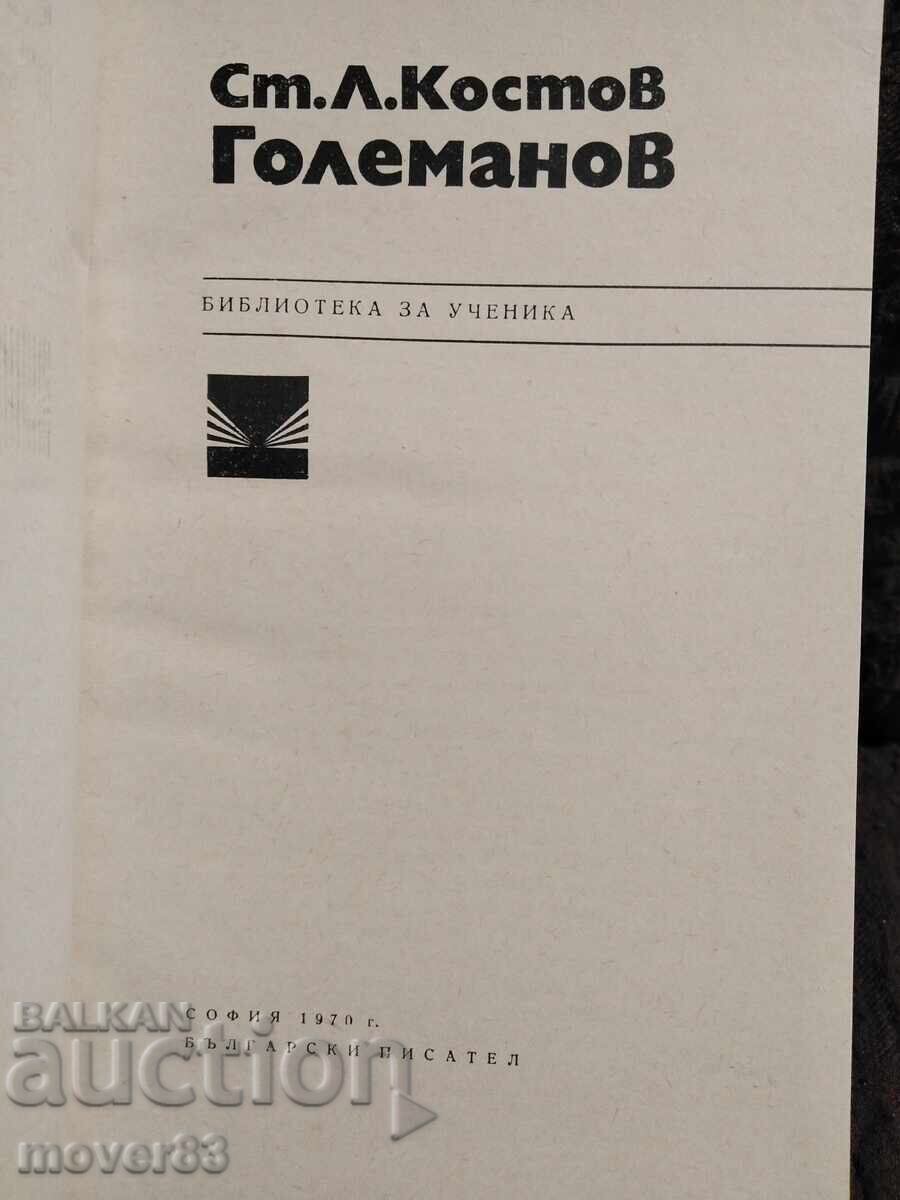 Ст. Л. Костов
Големанов
БИБЛИОТЕКА ЗА УЧЕНИКА
СОФИЯ 1970 г.
БЪЛГАРСКИ ПИСАТЕЛ
BALKAN
auction
mover83